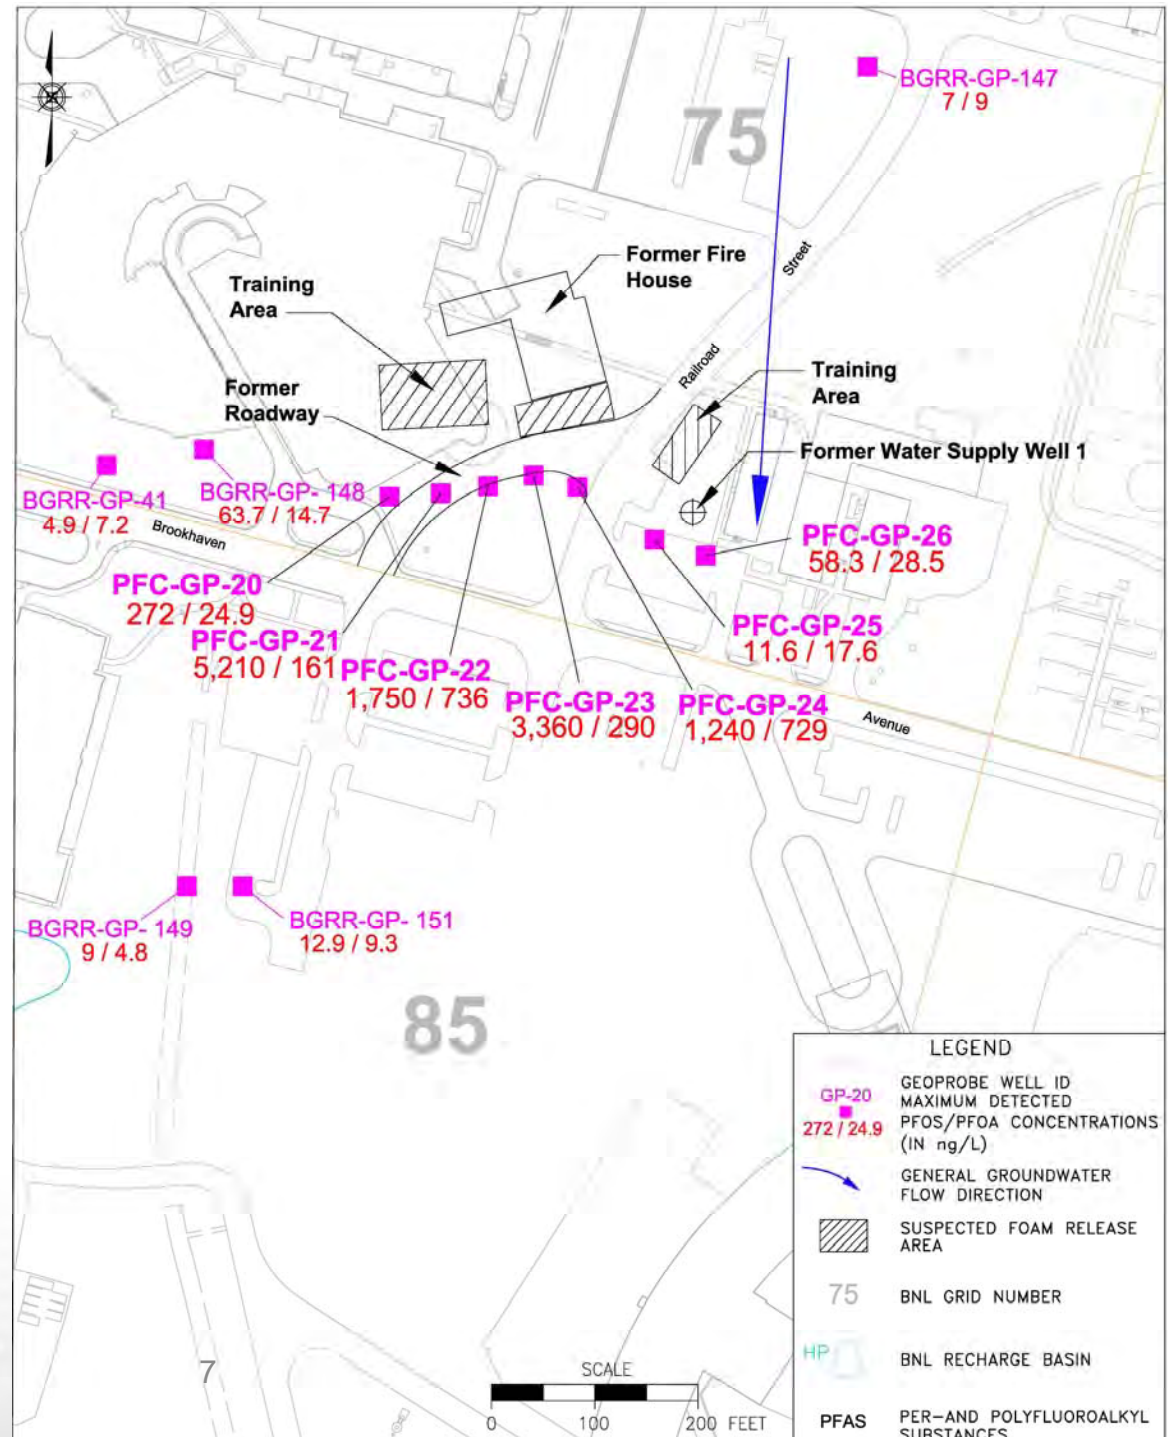 BGRR-GP-147
7 / 9
75
Street
Former Fire
House
Training
Area
Railroad
Training
Area
Former
Roadway
Former Water Supply Well 1
BGRR-GP-41
4.9 / 7.2
BGRR-GP- 148
63.7 / 14.7
Brookhaven
PFC-GP-26
58.3 / 28.5
PFC-GP-20
272 / 24.9
PFC-GP-25
11.6 / 17.6
PFC-GP-21
5,210 / 161
PFC-GP-22
1,750 / 736
PFC-GP-23
3,360 / 290
PFC-GP-24
1,240 / 729
Avenue
BGRR-GP- 149
9 / 4.8
BGRR-GP- 151
12.9 / 9.3
85
7
SCALE
0 100 200 FEET
LEGEND
GP-20
272 / 24.9
GEOPROBE WELL ID
MAXIMUM DETECTED
PFOS/PFOA CONCENTRATIONS
(IN ng/L)
GENERAL GROUNDWATER
FLOW DIRECTION
SUSPECTED FOAM RELEASE
AREA
75 BNL GRID NUMBER
HP BNL RECHARGE BASIN
PFAS PER-AND POLYFLUOROALKYL
SUBSTANCES